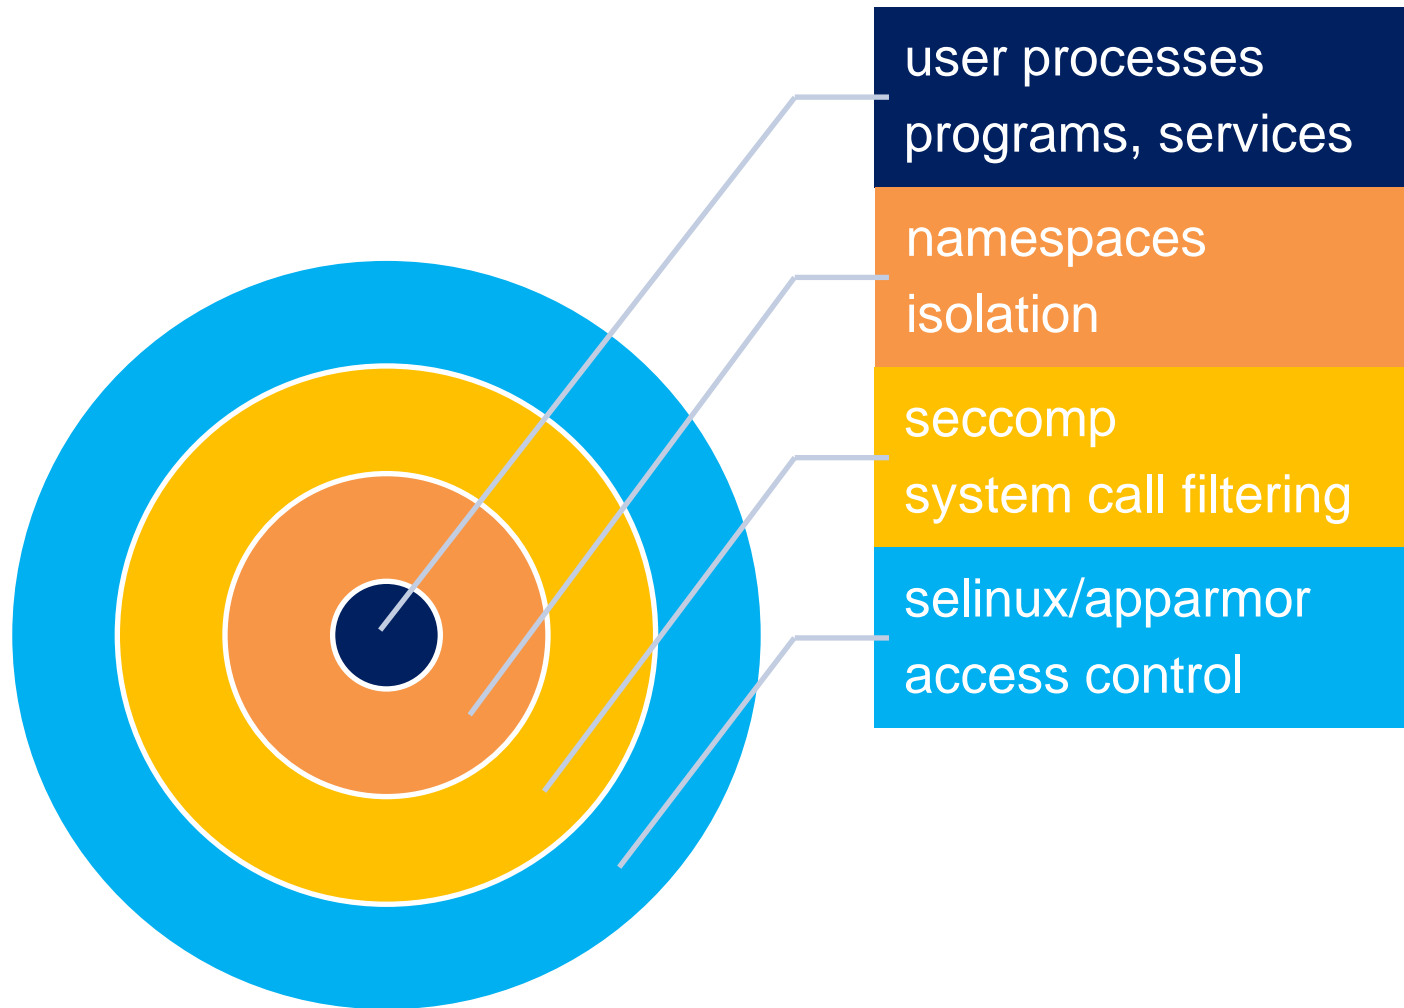 user processes
programs, services
namespaces
isolation
seccomp
system call filtering
selinux/apparmor
access control